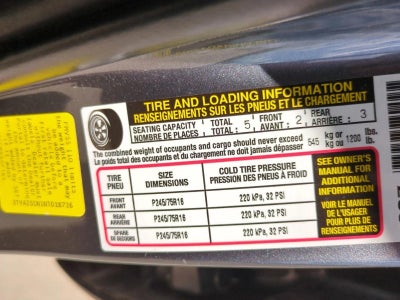 TIRE AND LOADING INFORMATION
RENSEIGNEMENTS SUR LES PNEUS ET LE CHARGEMENT
SEATING CAPACITY TOTAL 5 FRONT 2 REAR 3
NOMBRE DE PLACES : TOTAL : AVANT : ARRIÈRE :
The combined weight of occupants and cargo should never exceed 545 kg or 1200 lbs.
Le poids total des occupants et du chargement ne doit jamais dépasser kg ou lb.
TIRE SIZE COLD TIRE PRESSURE
PNEU DIMENSIONS PRESSION DES PNEUS À FROID
FRONT
AVANT P245/75R16 220 kPa, 32 PSI
REAR
ARRIÈRE P245/75R16 220 kPa, 32 PSI
SPARE
DE SECOURS P245/75R16 220 kPa, 32 PSI
SEE OWNER'S
MANUAL FOR
ADDITIONAL
INFORMATION
VOIR LE MANUEL
DE L'USAGER
POUR PLUS DE
RENSEIGNEMENTS